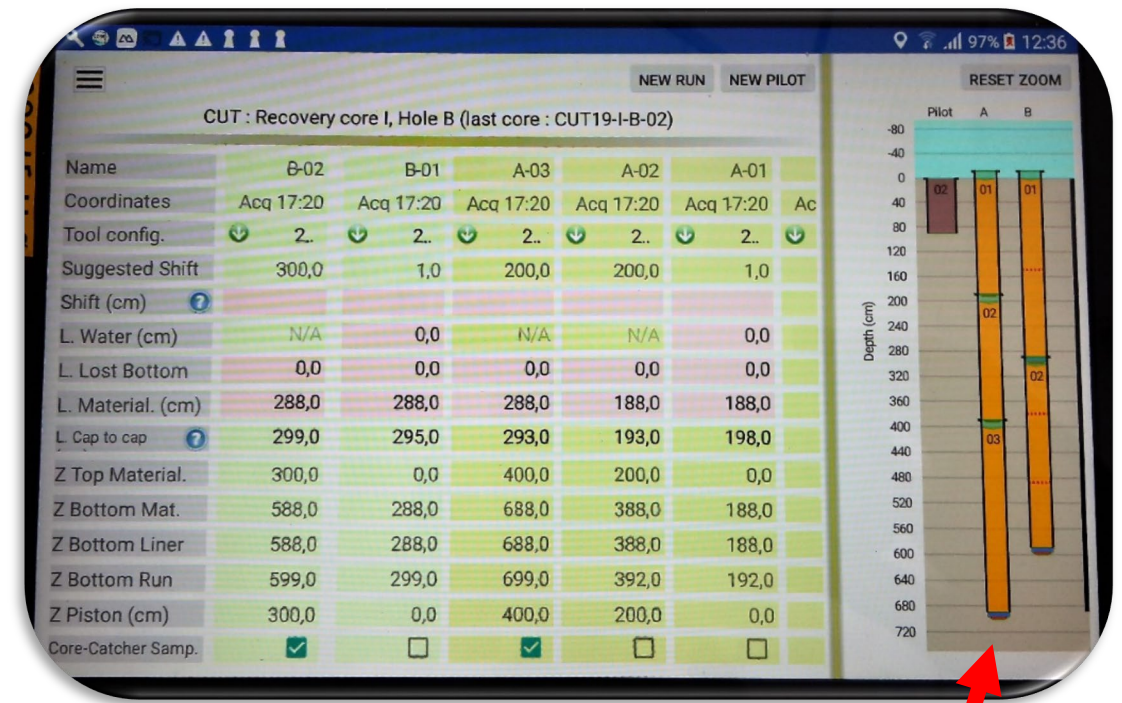 97% 12:36
NEW RUN NEW PILOT RESET ZOOM
CUT : Recovery core I, Hole B (last core : CUT19-I-B-02)
Name B-02 B-01 A-03 A-02 A-01
Coordinates Acq 17:20 Acq 17:20 Acq 17:20 Acq 17:20 Acq 17:20 Ac
Tool config. 2.. 2.. 2.. 2.. 2..
Suggested Shift 300,0 1,0 200,0 200,0 1,0
Shift (cm) ?
L. Water (cm) N/A 0,0 N/A N/A 0,0
L. Lost Bottom 0,0 0,0 0,0 0,0 0,0
L. Material. (cm) 288,0 288,0 288,0 188,0 188,0
L. Cap to cap ? 299,0 295,0 293,0 193,0 198,0
Z Top Material. 300,0 0,0 400,0 200,0 0,0
Z Bottom Mat. 588,0 288,0 688,0 388,0 188,0
Z Bottom Liner 588,0 288,0 688,0 388,0 188,0
Z Bottom Run 599,0 299,0 699,0 392,0 192,0
Z Piston (cm) 300,0 0,0 400,0 200,0 0,0
Core-Catcher Samp.
Pilot A B
-80
-40
0
02 01 01
40
80
120
160
200
02
240
280
320
02
360
400
03
440
480
520
560
600
640
680
720
Depth (cm)